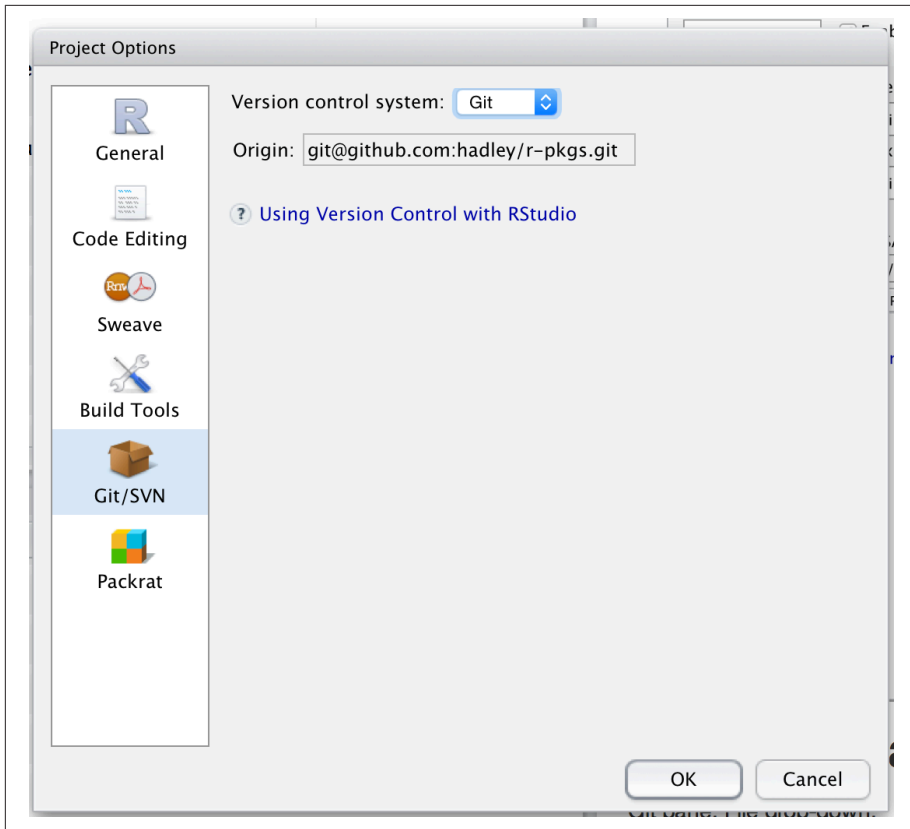 Project Options
General
Code Editing
Rnw
Sweave
Build Tools
Git/SVN
Packrat
Version control system: Git
Origin: git@github.com:hadley/r-pkgs.git
? Using Version Control with RStudio
OK
Cancel